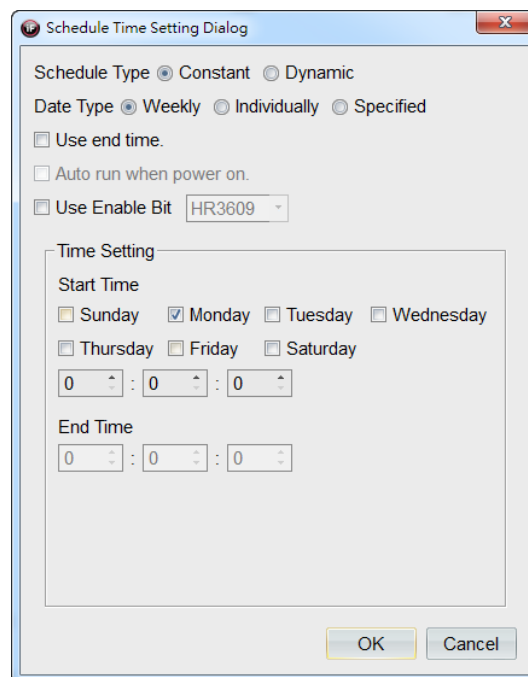 Schedule Time Setting Dialog
Schedule Type Constant Dynamic
Date Type Weekly Individually Specified
Use end time.
Auto run when power on.
Use Enable Bit HR3609
Time Setting
Start Time
Sunday Monday Tuesday Wednesday
Thursday Friday Saturday
0 : 0 : 0
End Time
0 : 0 : 0
OK Cancel